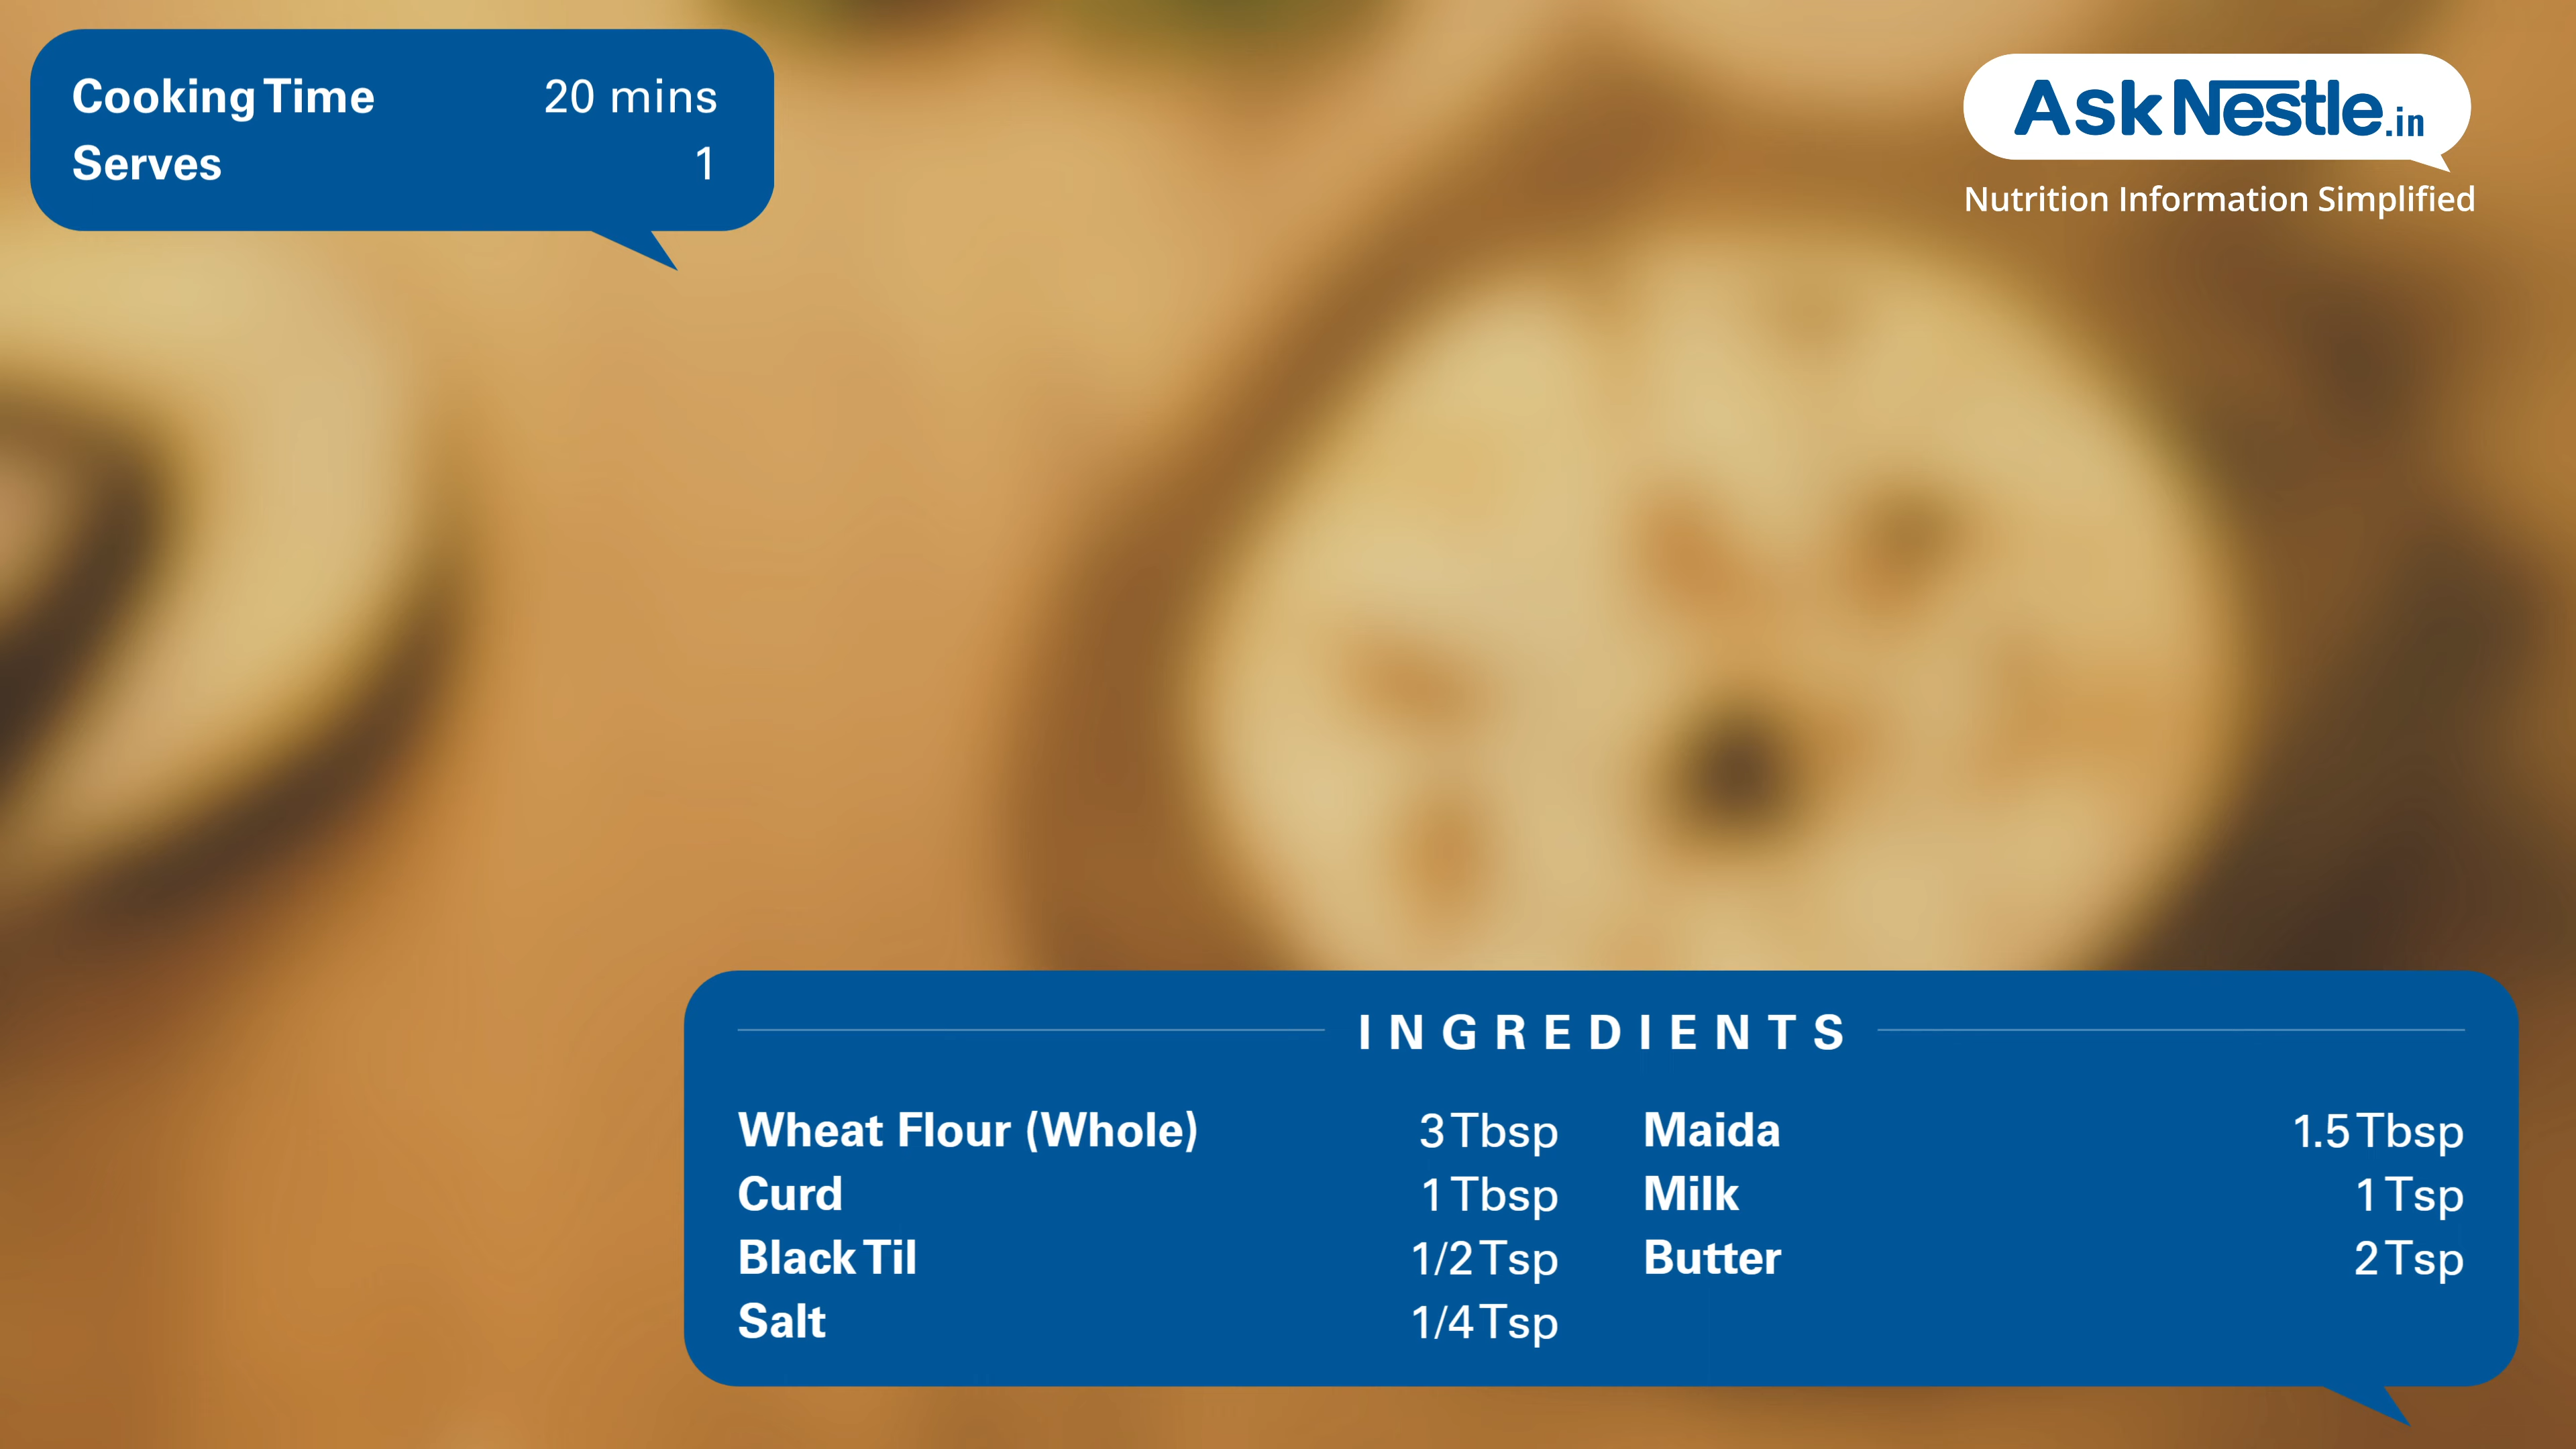 Cooking Time 20 mins
Serves 1
AskNestle.in
Nutrition Information Simplified
INGREDIENTS
Wheat Flour (Whole) 3 Tbsp Maida 1.5 Tbsp
Curd 1 Tbsp Milk 1 Tsp
Black Til 1/2 Tsp Butter 2 Tsp
Salt 1/4 Tsp